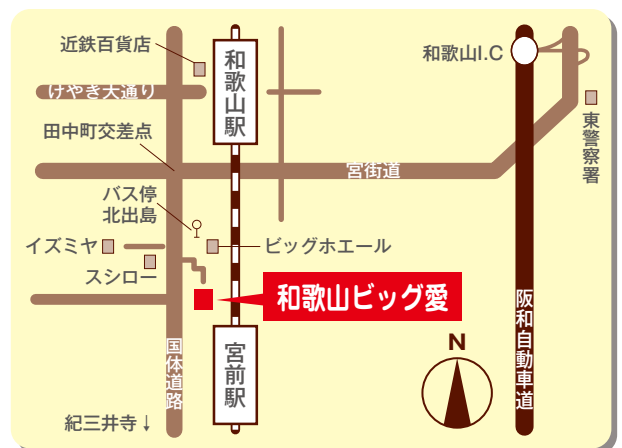 近鉄百貨店
和歌山駅
和歌山I.C
けやき大通り
東警察署
田中町交差点
宮街道
バス停
北出島
イズミヤ
ビッグホエール
スシロー
和歌山ビッグ愛
阪和自動車道
国体道路
宮前駅
N
紀三井寺↓